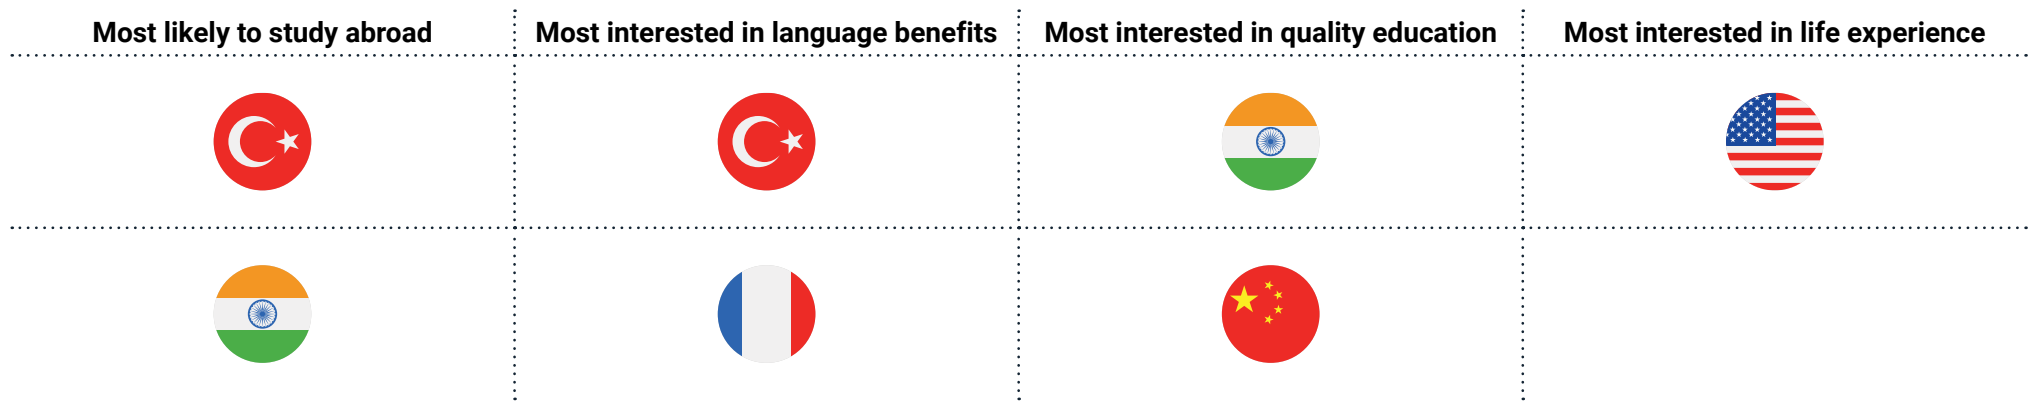 Most likely to study abroad
Most interested in language benefits
Most interested in quality education
Most interested in life experience